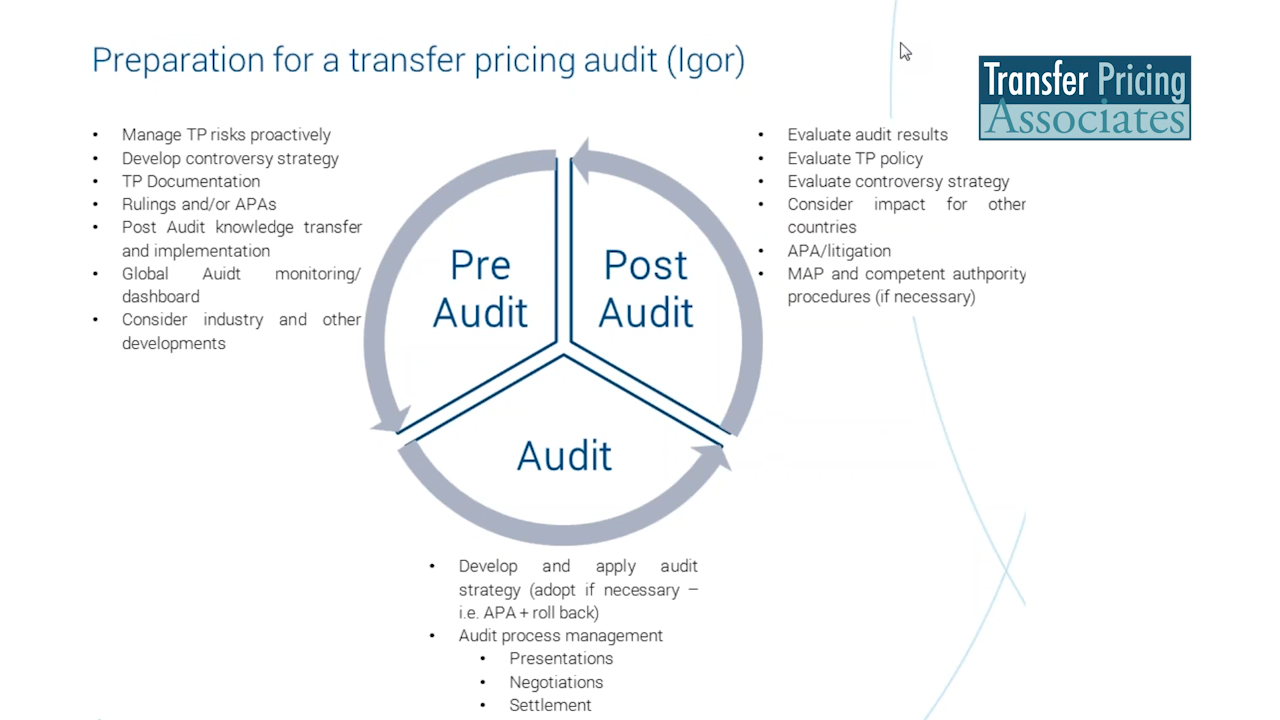 Preparation for a transfer pricing audit (Igor)
Transfer Pricing
Associates
• Manage TP risks proactively
• Develop controversy strategy
• TP Documentation
• Rulings and/or APAs
• Post Audit knowledge transfer
and implementation
• Global Auidt monitoring/
dashboard
• Consider industry and other
developments
Pre
Audit
Post
Audit
Audit
• Evaluate audit results
• Evaluate TP policy
• Evaluate controversy strategy
• Consider impact for other
countries
• APA/litigation
• MAP and competent authpority
procedures (if necessary)
• Develop and apply audit
strategy (adopt if necessary –
i.e. APA + roll back)
• Audit process management
• Presentations
• Negotiations
• Settlement